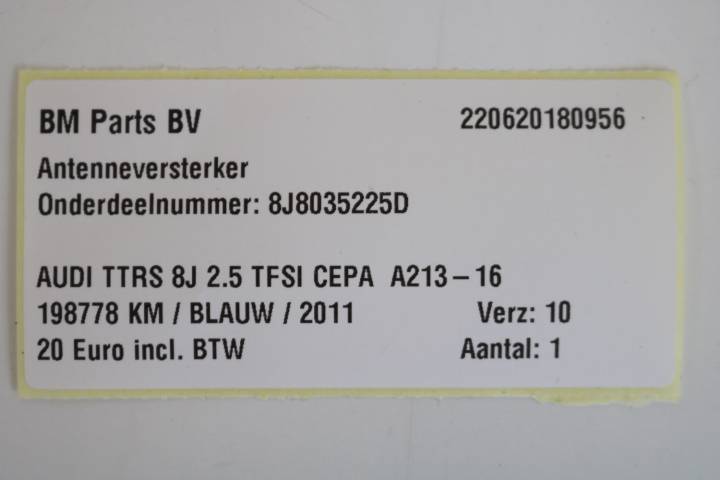 BM Parts BV 220620180956
Antenneversterker
Onderdeelnummer: 8J8035225D
AUDI TTRS 8J 2.5 TFSI CEPA A213-16
198778 KM / BLAUW / 2011 Verz: 10
20 Euro incl. BTW Aantal: 1